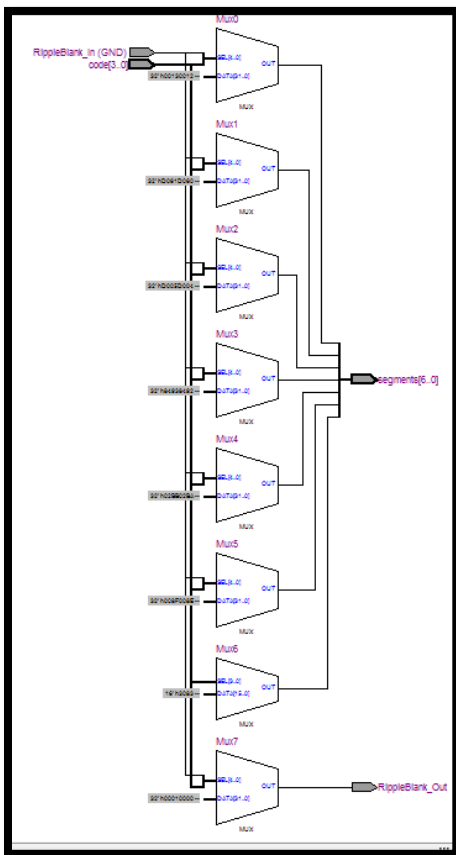 Mux0
RippleBlank_In (GND)
code[3..0]
SEL[4..0]
OUT
DATA[31..0]
MUX
Mux1
SEL[4..0]
OUT
DATA[31..0]
MUX
Mux2
SEL[4..0]
OUT
DATA[31..0]
MUX
Mux3
SEL[4..0]
OUT
DATA[31..0]
segments[6..0]
MUX
Mux4
SEL[4..0]
OUT
DATA[31..0]
MUX
Mux5
SEL[4..0]
OUT
DATA[31..0]
MUX
Mux6
SEL[3..0]
OUT
DATA[15..0]
MUX
Mux7
SEL[4..0]
OUT
RippleBlank_Out
32'h00010000--
DATA[31..0]
MUX